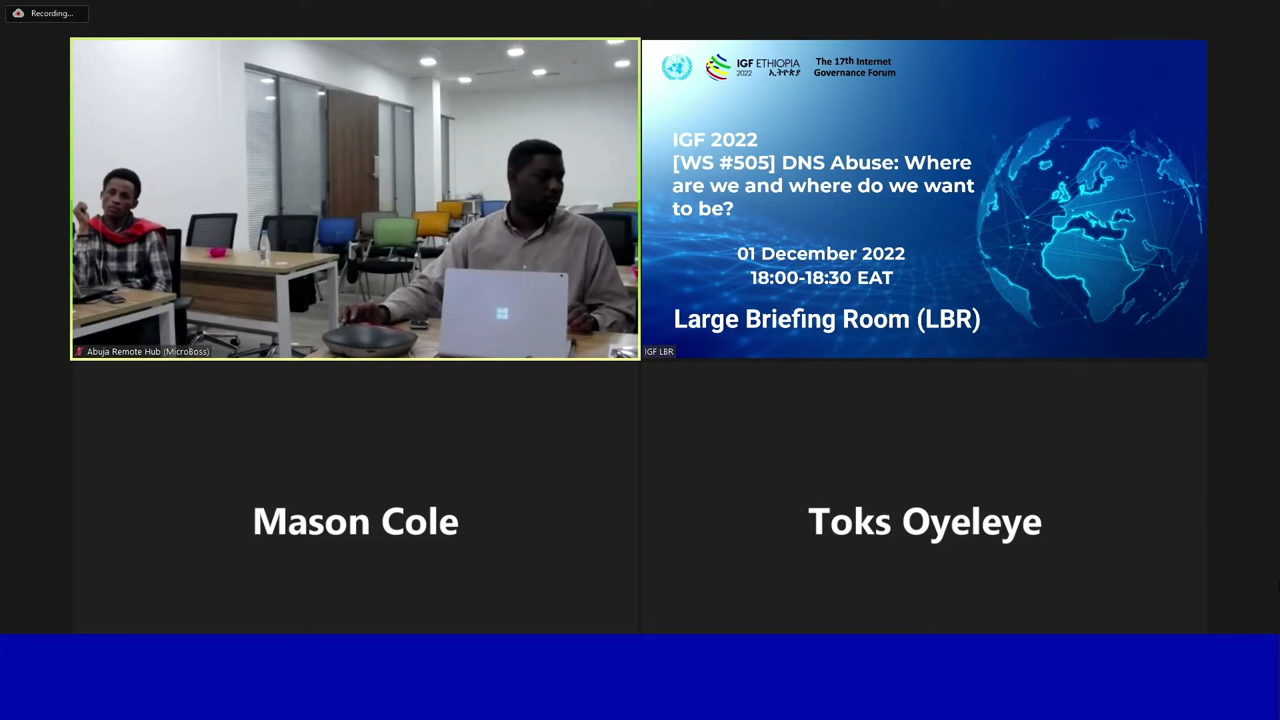 Recording...
IGF ETHIOPIA
2022 ኢትዮጵያ
The 17th Internet
Governance Forum
IGF 2022
[WS #505] DNS Abuse: Where
are we and where do we want
to be?
01 December 2022
18:00-18:30 EAT
Large Briefing Room (LBR)
Abuja Remote Hub (MicroBoss)
IGF LBR
Mason Cole
Toks Oyeleye